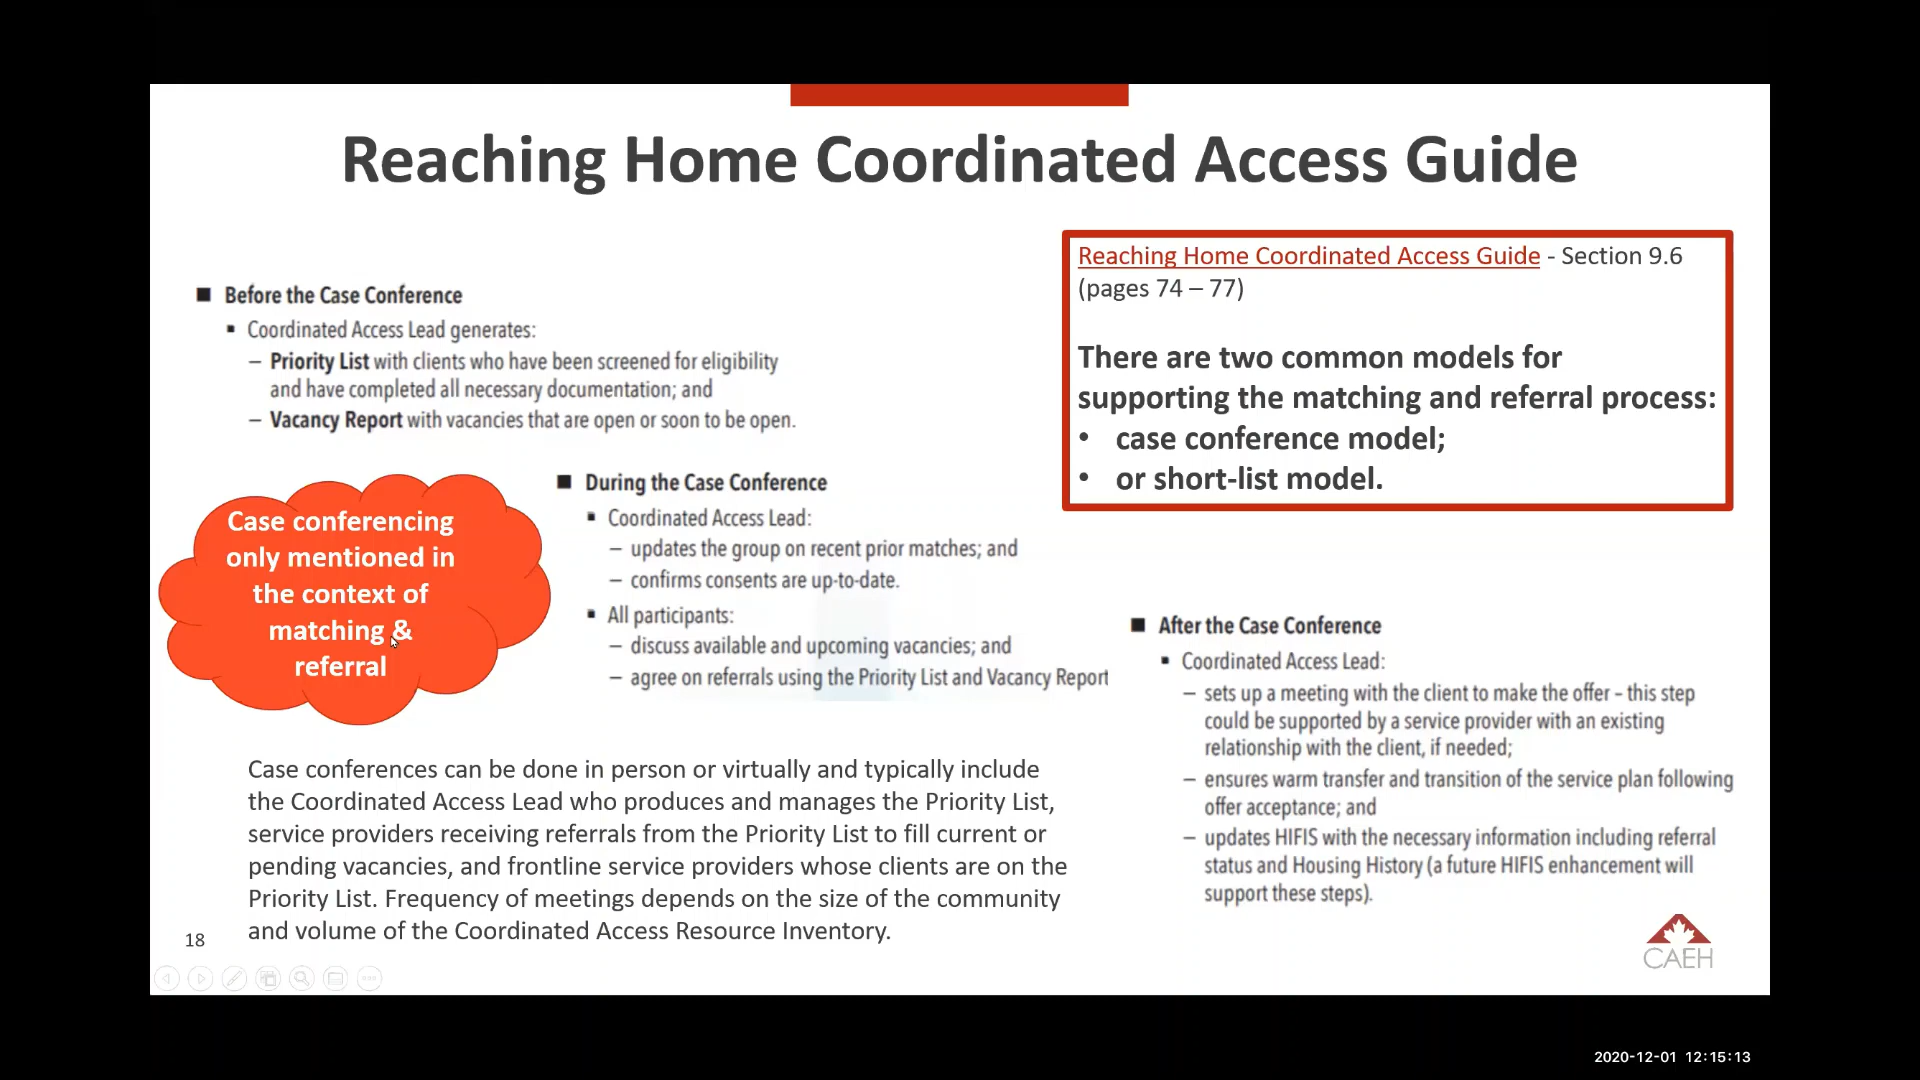 Reaching Home Coordinated Access Guide
Reaching Home Coordinated Access Guide - Section 9.6
(pages 74 – 77)
There are two common models for
supporting the matching and referral process:
• case conference model;
• or short-list model.
■ Before the Case Conference
▪ Coordinated Access Lead generates:
– Priority List with clients who have been screened for eligibility
and have completed all necessary documentation; and
– Vacancy Report with vacancies that are open or soon to be open.
Case conferencing
only mentioned in
the context of
matching &
referral
■ During the Case Conference
▪ Coordinated Access Lead:
– updates the group on recent prior matches; and
– confirms consents are up-to-date.
▪ All participants:
– discuss available and upcoming vacancies; and
– agree on referrals using the Priority List and Vacancy Report
■ After the Case Conference
▪ Coordinated Access Lead:
– sets up a meeting with the client to make the offer – this step
could be supported by a service provider with an existing
relationship with the client, if needed;
– ensures warm transfer and transition of the service plan following
offer acceptance; and
– updates HIFIS with the necessary information including referral
status and Housing History (a future HIFIS enhancement will
support these steps).
Case conferences can be done in person or virtually and typically include
the Coordinated Access Lead who produces and manages the Priority List,
service providers receiving referrals from the Priority List to fill current or
pending vacancies, and frontline service providers whose clients are on the
Priority List. Frequency of meetings depends on the size of the community
and volume of the Coordinated Access Resource Inventory.
18
CAEH
2020-12-01 12:15:13